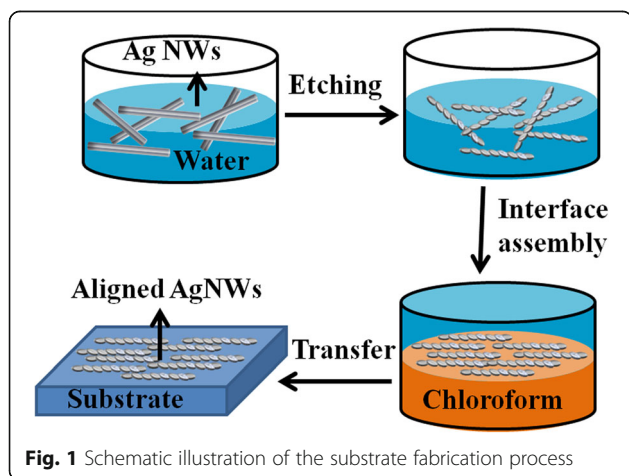 Ag NWs
Etching
Water
Interface
assembly
Aligned AgNWs
Transfer
Substrate
Chloroform
Fig. 1 Schematic illustration of the substrate fabrication process